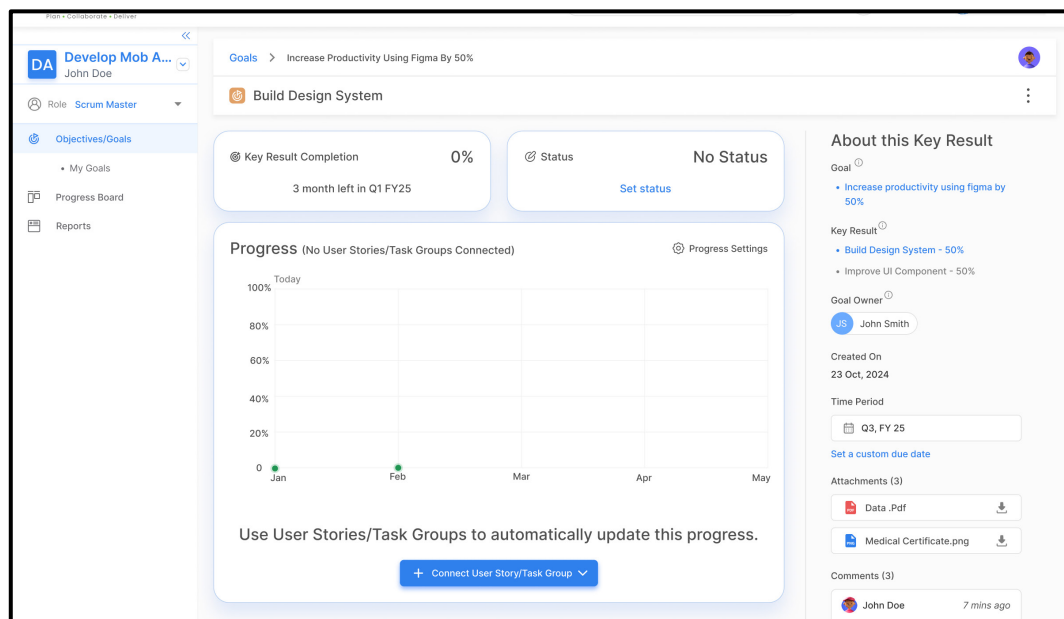 Plan • Collaborate • Deliver
DA
Develop Mob A...
John Doe
Role Scrum Master
Objectives/Goals
• My Goals
Progress Board
Reports
Goals > Increase Productivity Using Figma By 50%
Build Design System
Key Result Completion 0%
3 month left in Q1 FY25
Status No Status
Set status
Progress (No User Stories/Task Groups Connected)
Progress Settings
Today
100%
80%
60%
40%
20%
0
Jan Feb Mar Apr May
Use User Stories/Task Groups to automatically update this progress.
+ Connect User Story/Task Group
About this Key Result
Goal
• Increase productivity using figma by
50%
Key Result
• Build Design System - 50%
• Improve UI Component - 50%
Goal Owner
JS John Smith
Created On
23 Oct, 2024
Time Period
Q3, FY 25
Set a custom due date
Attachments (3)
PDF Data .Pdf
PNG Medical Certificate.png
Comments (3)
John Doe 7 mins ago